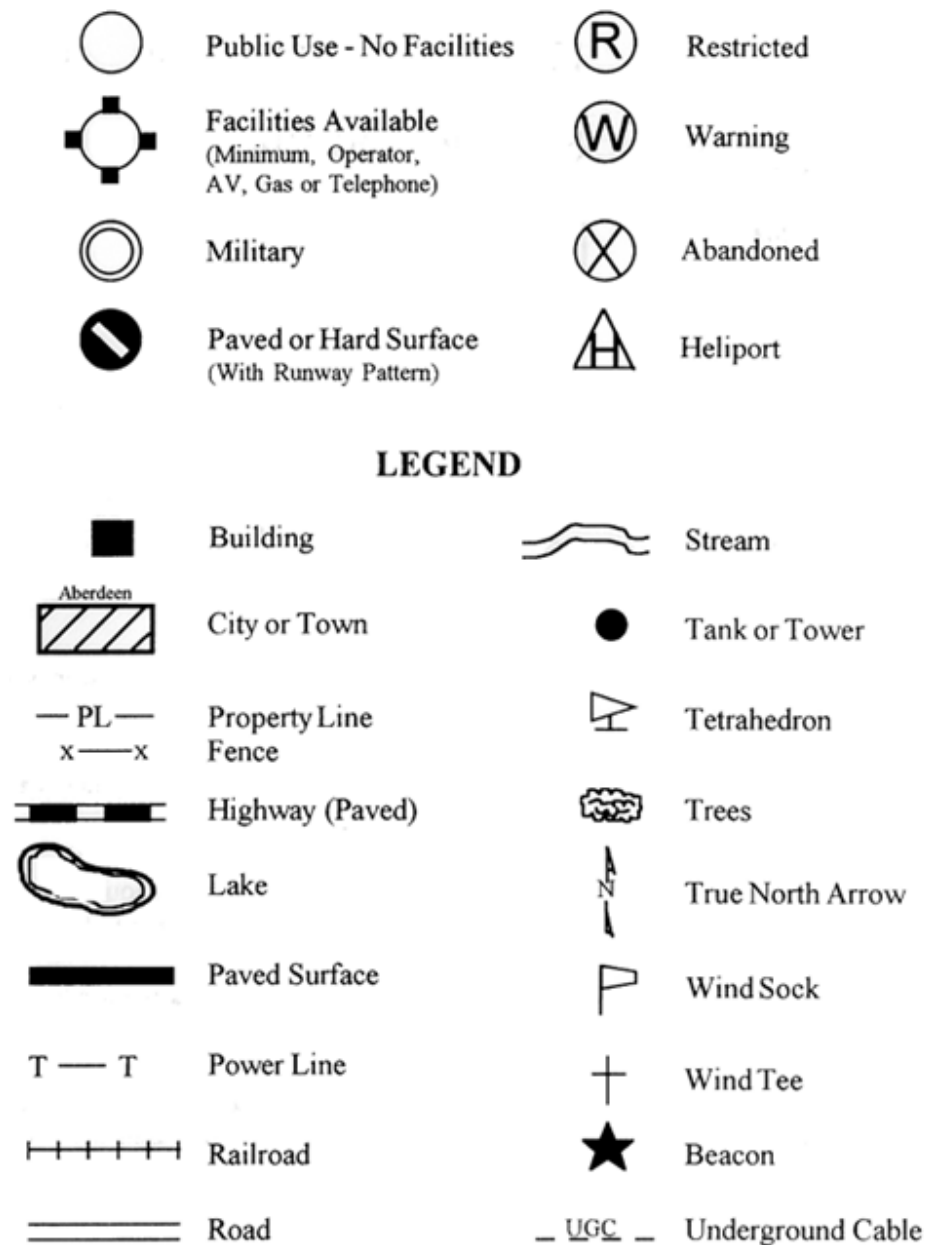 Public Use - No Facilities
R Restricted
Facilities Available
(Minimum, Operator,
AV, Gas or Telephone)
W Warning
Military
Abandoned
Paved or Hard Surface
(With Runway Pattern)
H Heliport
LEGEND
Building
Stream
Aberdeen
City or Town
Tank or Tower
PL Property Line
x x Fence
Tetrahedron
Highway (Paved)
Trees
Lake
N True North Arrow
Paved Surface
Wind Sock
T T Power Line
Wind Tee
Railroad
Beacon
Road
UGC Underground Cable